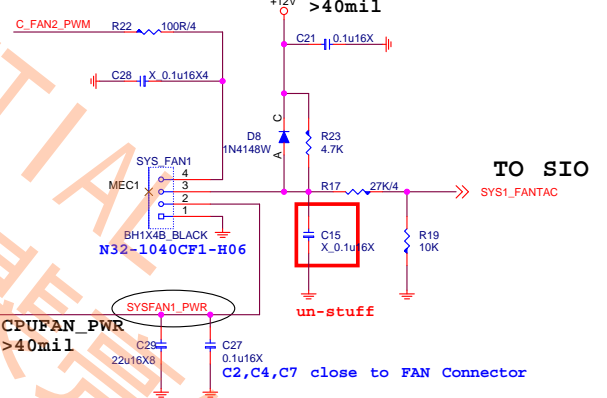 +12V
>40mil
C_FAN2_PWM
R22
100R/4
C21
0.1u16X
C28
X_0.1u16X4
D8
1N4148W
C
A
R23
4.7K
SYS_FAN1
MEC1
4
3
2
1
BH1X4B_BLACK
N32-1040CF1-H06
R17
27K/4
TO SIO
SYS1_FANTAC
C15
X_0.1u16X
R19
10K
un-stuff
SYSFAN1_PWR
CPUFAN_PWR
>40mil
C29
22u16X8
C27
0.1u16X
C2,C4,C7 close to FAN Connector
TIAL